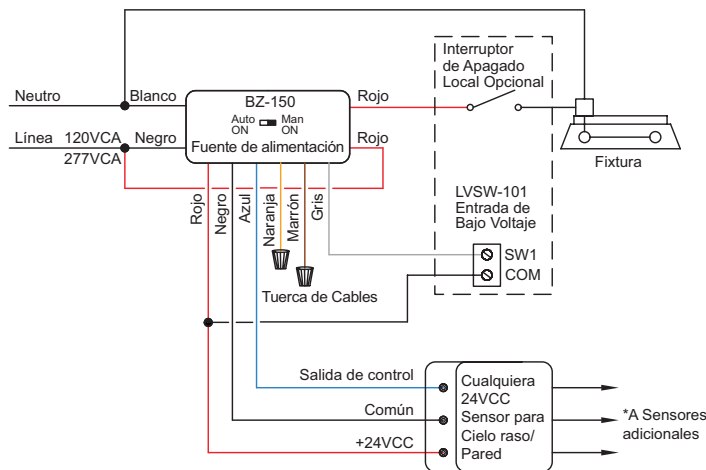 Interruptor
de Apagado
Local Opcional
Neutro
Blanco
BZ-150
Rojo
Auto
ON
Man
ON
Línea
120VCA
277VCA
Negro
Fuente de alimentación
Rojo
Fixtura
Rojo
Negro
Azul
Naranja
Marrón
Gris
LVSW-101
Entrada de
Bajo Voltaje
SW1
COM
Tuerca de Cables
Salida de control
Común
+24VCC
Cualquiera
24VCC
Sensor para
Cielo raso/
Pared
*A Sensores
adicionales